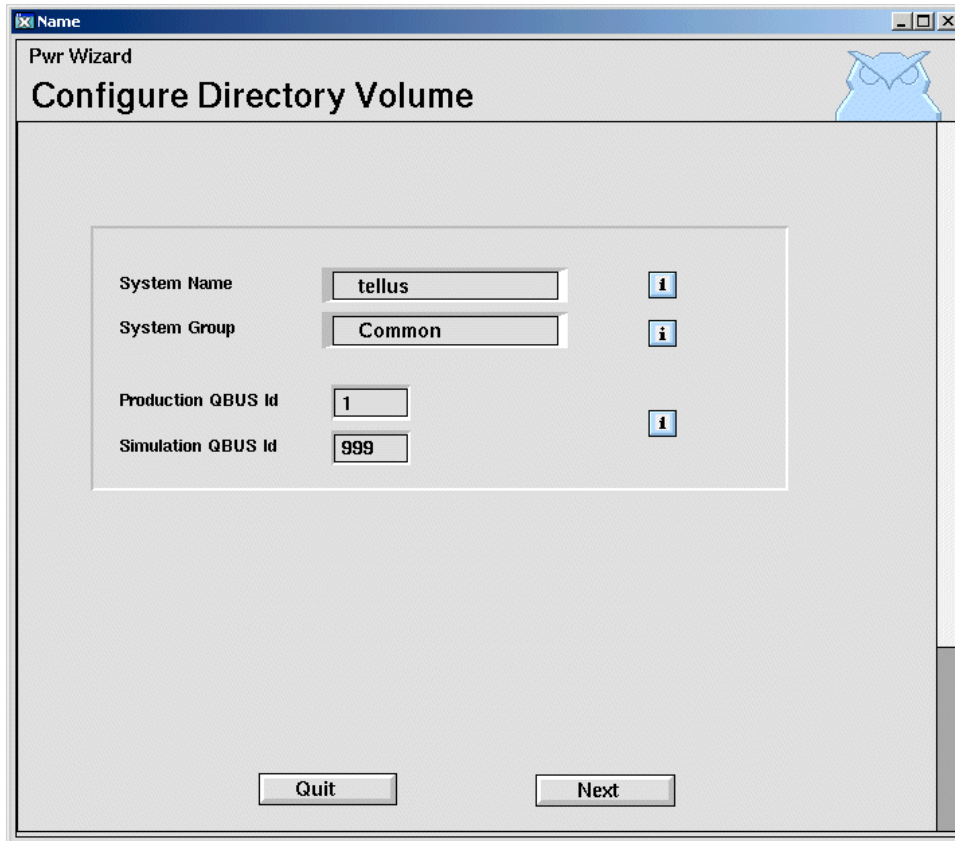 Name
Pwr Wizard
Configure Directory Volume
System Name tellus i
System Group Common i
Production QBUS Id 1
i
Simulation QBUS Id 999
Quit Next